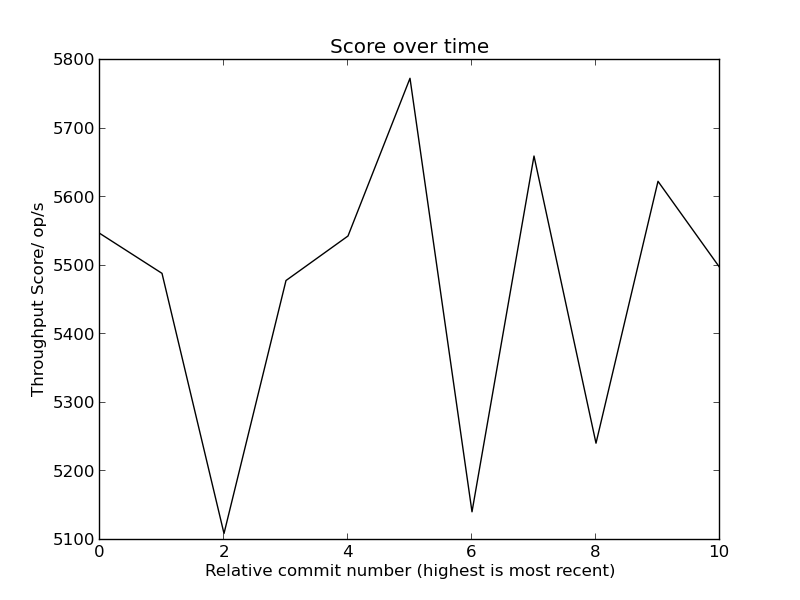 Score over time
5800
5700
5600
5500
5400
5300
5200
5100
Throughput Score/ op/s
0 2 4 6 8 10
Relative commit number (highest is most recent)